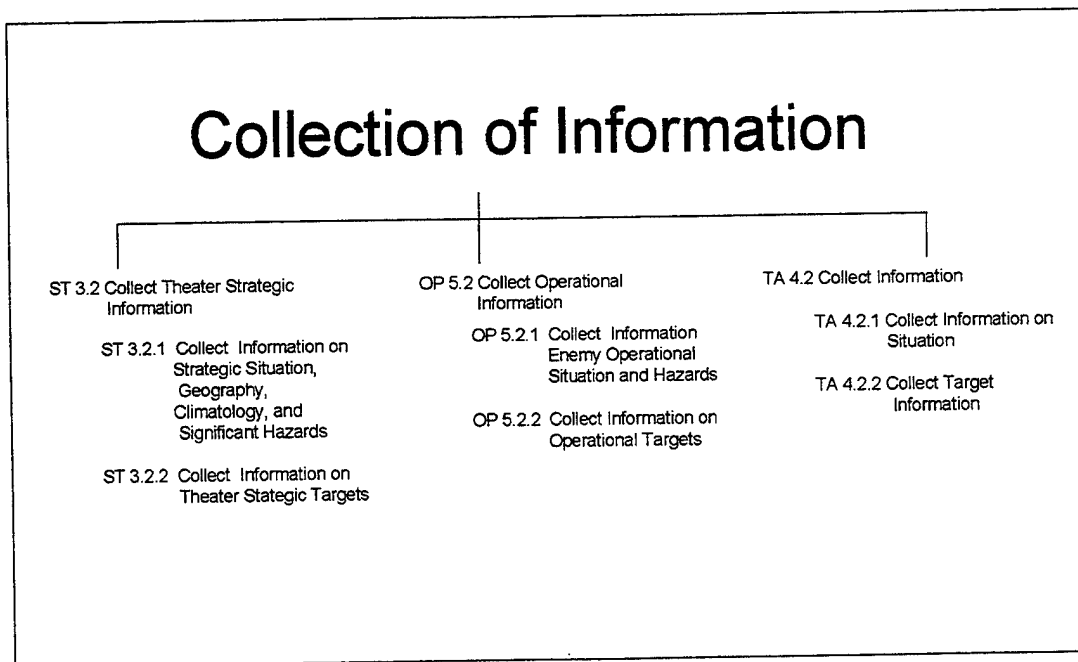 Collection of Information
ST 3.2 Collect Theater Strategic
Information
ST 3.2.1 Collect Information on
Strategic Situation,
Geography,
Climatology, and
Significant Hazards
ST 3.2.2 Collect Information on
Theater Stategic Targets
OP 5.2 Collect Operational
Information
OP 5.2.1 Collect Information
Enemy Operational
Situation and Hazards
OP 5.2.2 Collect Information on
Operational Targets
TA 4.2 Collect Information
TA 4.2.1 Collect Information on
Situation
TA 4.2.2 Collect Target
Information